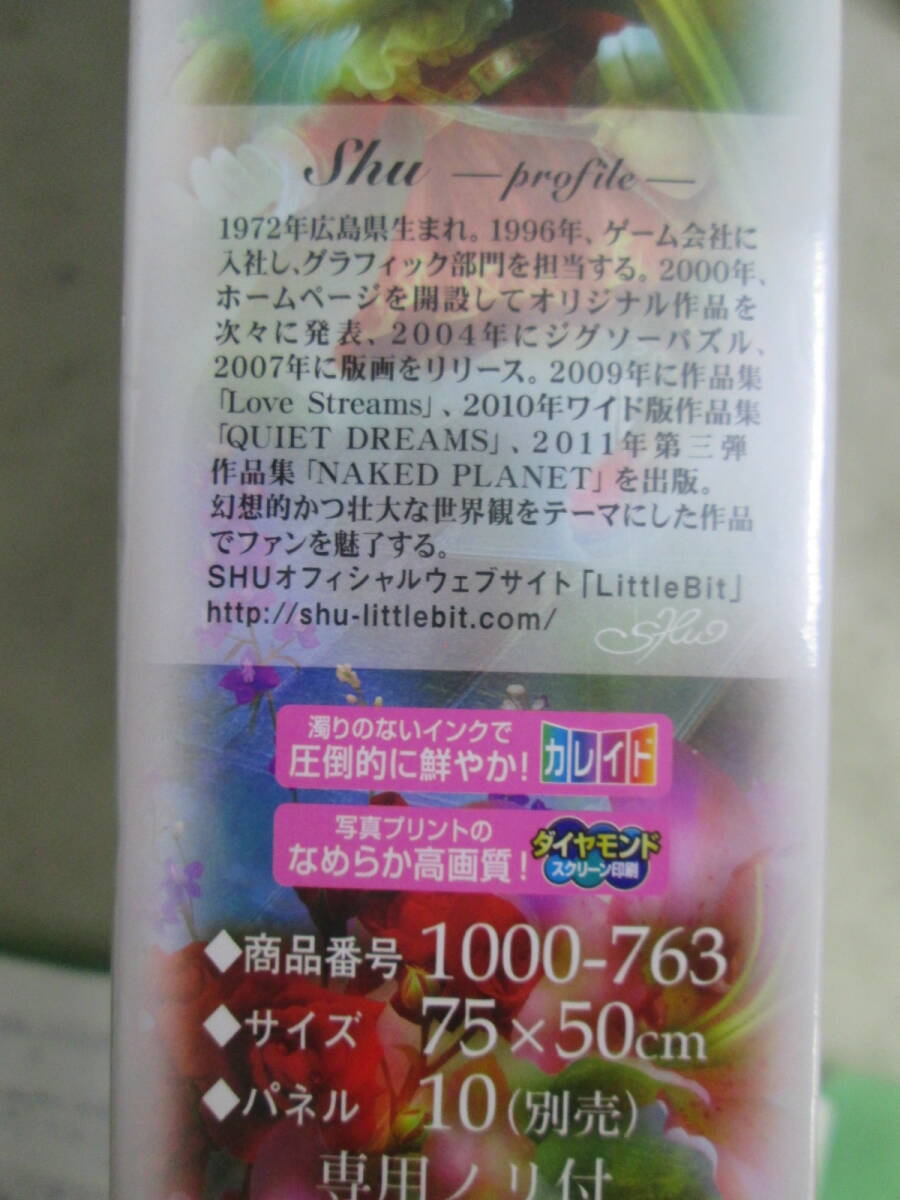 Shu —profile—
1972年広島県生まれ。1996年、ゲーム会社に
入社し、グラフィック部門を担当する。2000年、
ホームページを開設してオリジナル作品を
次々に発表、2004年にジグソーパズル、
2007年に版画をリリース。2009年に作品集
「Love Streams」、2010年ワイド版作品集
「QUIET DREAMS」、2011年第三弾
作品集「NAKED PLANET」を出版。
幻想的かつ壮大な世界観をテーマにした作品
でファンを魅了する。
SHUオフィシャルウェブサイト「LittleBit」
http://shu-littlebit.com/
Shu
濁りのないインクで
圧倒的に鮮やか! カレイド
写真プリントの
なめらか高画質! ダイヤモンド
スクリーン印刷
◆商品番号 1000-763
◆サイズ 75×50cm
◆パネル 10(別売)
専用ノリ付